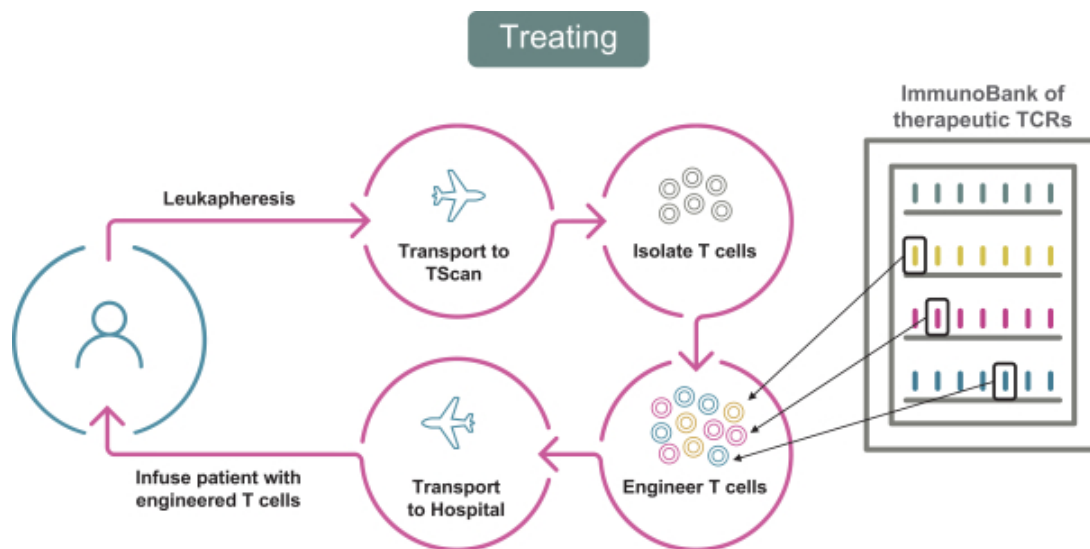 Treating
ImmunoBank of
therapeutic TCRs
Leukapheresis
Transport to
TScan
Isolate T cells
Infuse patient with
engineered T cells
Transport
to Hospital
Engineer T cells